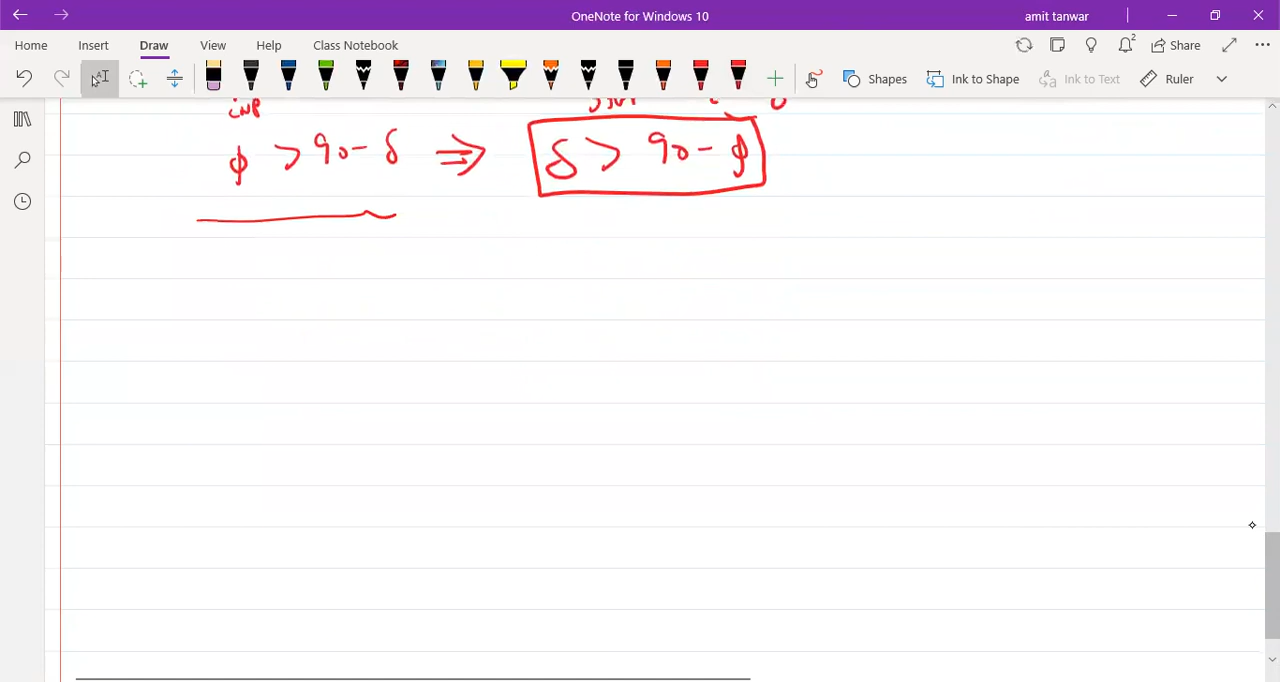 OneNote for Windows 10
amit tanwar
Home Insert Draw View Help Class Notebook
Share
Shapes Ink to Shape Ink to Text Ruler
ϕ > 90 - δ ⇒ δ > 90 - ϕ